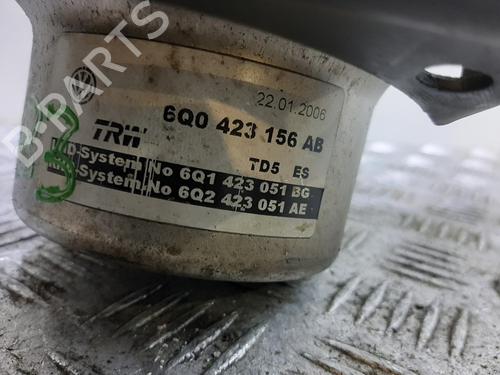 22.01.2006
6Q0 423 156 AB
TRW
TD5 ES
D-System.No 6Q1 423 051 BG
-System.No 6Q2 423 051 AE
B-PARTS